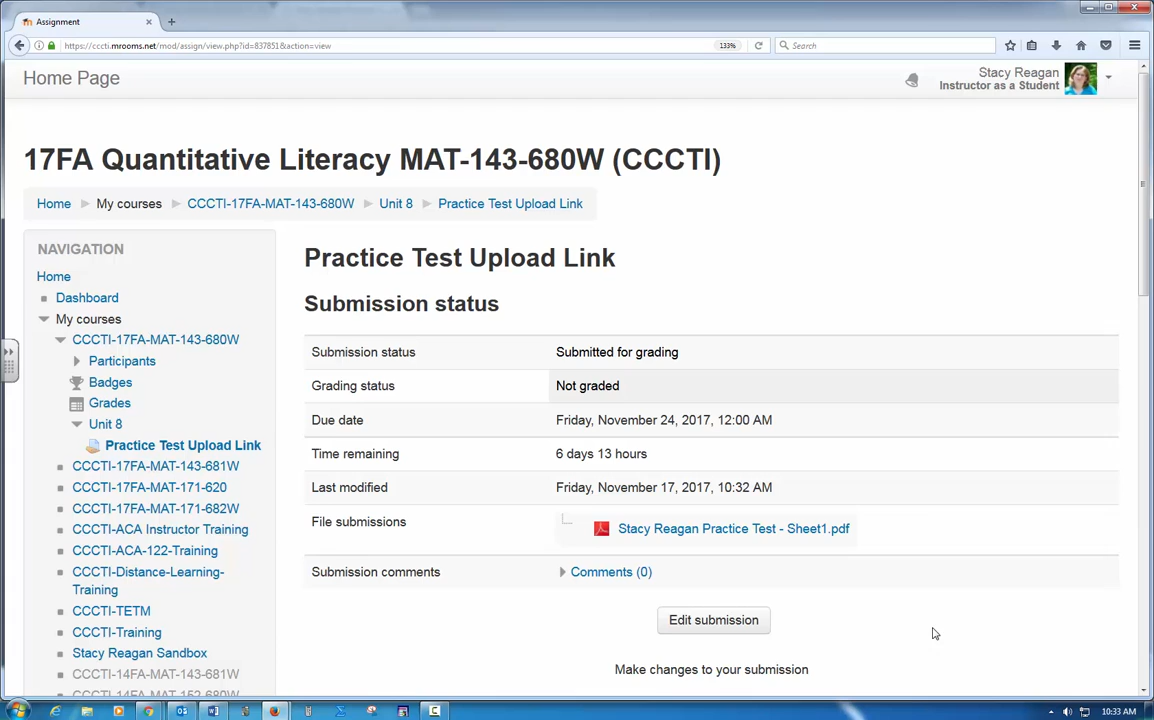 Assignment
https://cccti.mrooms.net/mod/assign/view.php?id=837851&action=view
133%
Search
Home Page
Stacy Reagan
Instructor as a Student
17FA Quantitative Literacy MAT-143-680W (CCCTI)
Home
My courses
CCCTI-17FA-MAT-143-680W
Unit 8
Practice Test Upload Link
NAVIGATION
Home
Dashboard
My courses
CCCTI-17FA-MAT-143-680W
Participants
Badges
Grades
Unit 8
Practice Test Upload Link
CCCTI-17FA-MAT-143-681W
CCCTI-17FA-MAT-171-620
CCCTI-17FA-MAT-171-682W
CCCTI-ACA Instructor Training
CCCTI-ACA-122-Training
CCCTI-Distance-Learning-
Training
CCCTI-TETM
CCCTI-Training
Stacy Reagan Sandbox
CCCTI-14FA-MAT-143-681W
CCCTI-14FA-MAT-152-680W
Practice Test Upload Link
Submission status
Submission status Submitted for grading
Grading status Not graded
Due date Friday, November 24, 2017, 12:00 AM
Time remaining 6 days 13 hours
Last modified Friday, November 17, 2017, 10:32 AM
File submissions Stacy Reagan Practice Test - Sheet1.pdf
Submission comments Comments (0)
Edit submission
Make changes to your submission
10:33 AM